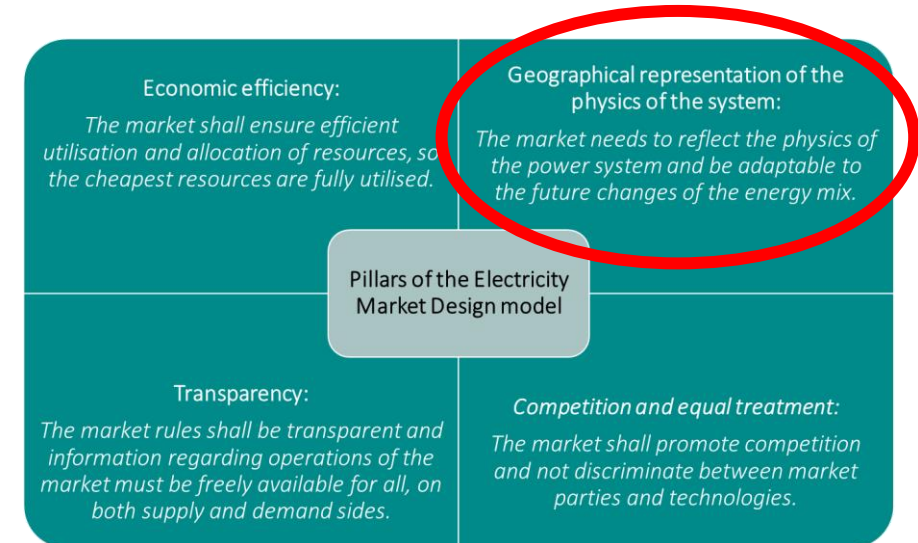 Economic efficiency:
The market shall ensure efficient
utilisation and allocation of resources, so
the cheapest resources are fully utilised.
Geographical representation of the
physics of the system:
The market needs to reflect the physics of
the power system and be adaptable to
the future changes of the energy mix.
Pillars of the Electricity
Market Design model
Transparency:
The market rules shall be transparent and
information regarding operations of the
market must be freely available for all, on
both supply and demand sides.
Competition and equal treatment:
The market shall promote competition
and not discriminate between market
parties and technologies.